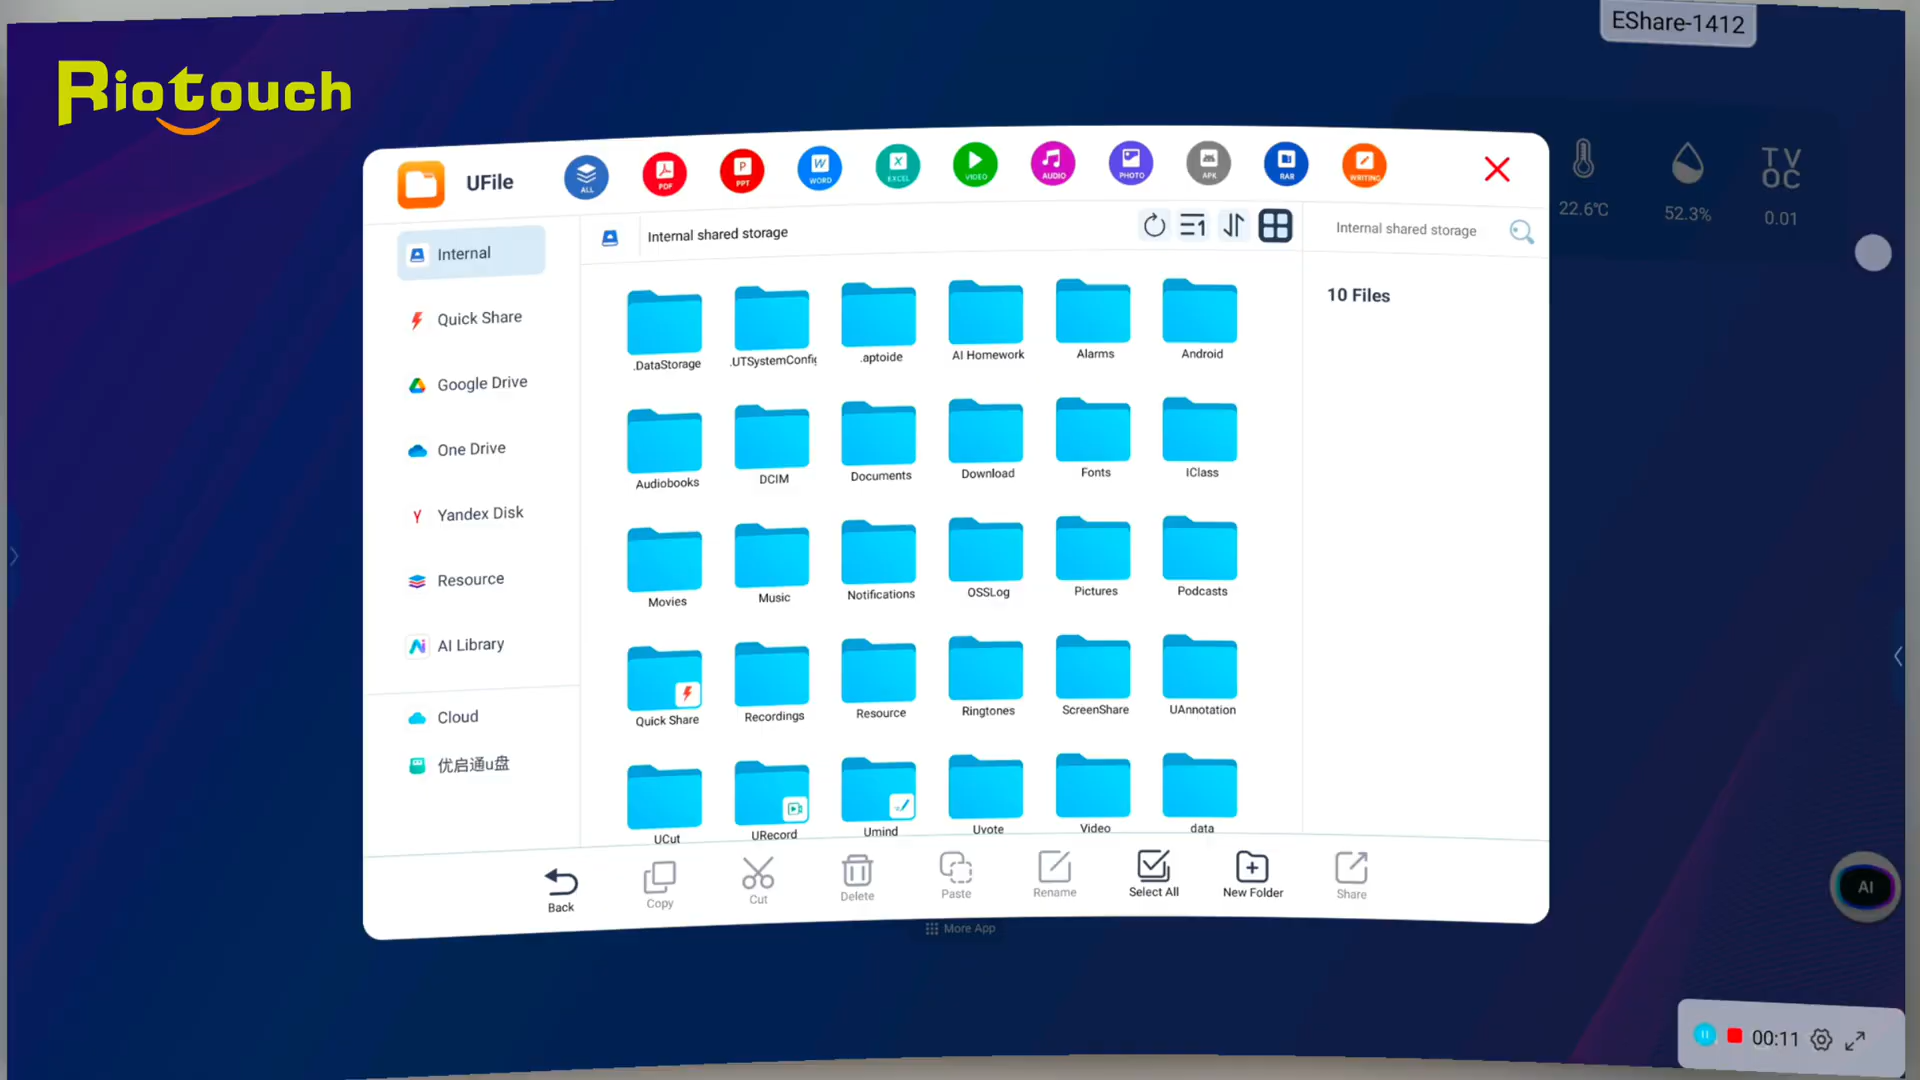 EShare-1412
Riotouch
UFile
ALL
PDF
PPT
WORD
EXCEL
VIDEO
AUDIO
PHOTO
APK
RAR
WRITING
22.6℃
52.3%
TVOC
0.01
Internal
Internal shared storage
Internal shared storage
10 Files
Quick Share
Google Drive
One Drive
Yandex Disk
Resource
AI Library
Cloud
优启通u盘
.DataStorage
.UTSystemConfig
.aptoide
AI Homework
Alarms
Android
Audiobooks
DCIM
Documents
Download
Fonts
IClass
Movies
Music
Notifications
OSSLog
Pictures
Podcasts
Quick Share
Recordings
Resource
Ringtones
ScreenShare
UAnnotation
UCut
URecord
Umind
Uvote
Video
data
Back
Copy
Cut
Delete
Paste
Rename
Select All
New Folder
Share
More App
AI
00:11